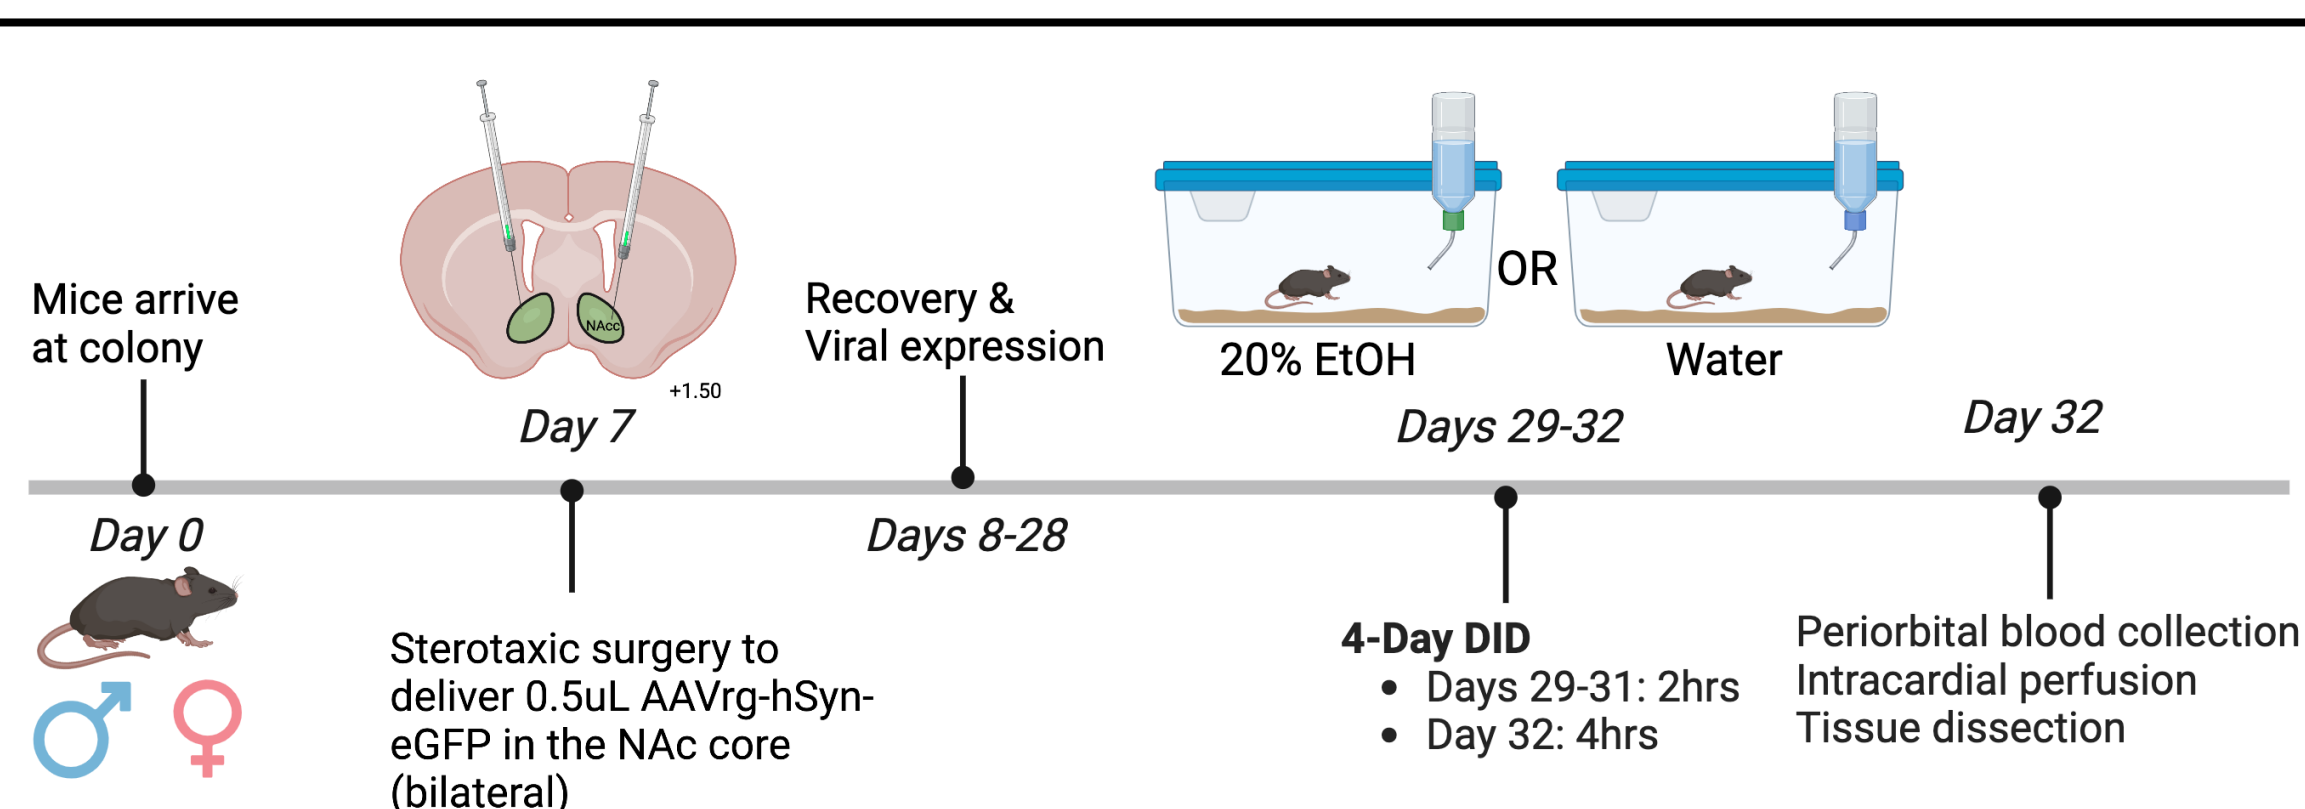 Mice arrive
at colony
Day 0
NAcc
+1.50
Day 7
Sterotaxic surgery to
deliver 0.5uL AAVrg-hSyn-
eGFP in the NAc core
(bilateral)
Recovery &
Viral expression
Days 8-28
20% EtOH
OR
Water
Days 29-32
4-Day DID
• Days 29-31: 2hrs
• Day 32: 4hrs
Day 32
Periorbital blood collection
Intracardial perfusion
Tissue dissection